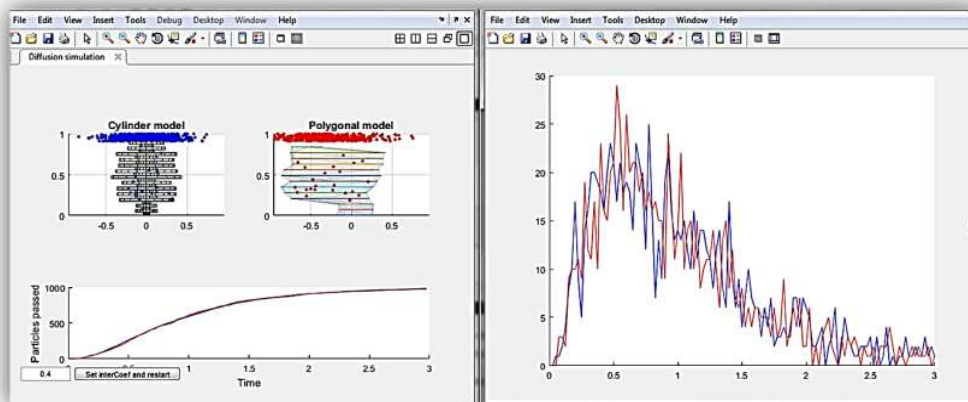 File Edit View Insert Tools Debug Desktop Window Help
Diffusion simulation
Cylinder model
1
0.5
0
-0.5 0 0.5
Polygonal model
1
0.5
0
-0.5 0 0.5
Particles passed
1000
500
0
0 0.5 1 1.5 2 2.5 3
Time
0.4 Set interCoef and restart
File Edit View Insert Tools Desktop Window Help
30
25
20
15
10
5
0
0 0.5 1 1.5 2 2.5 3